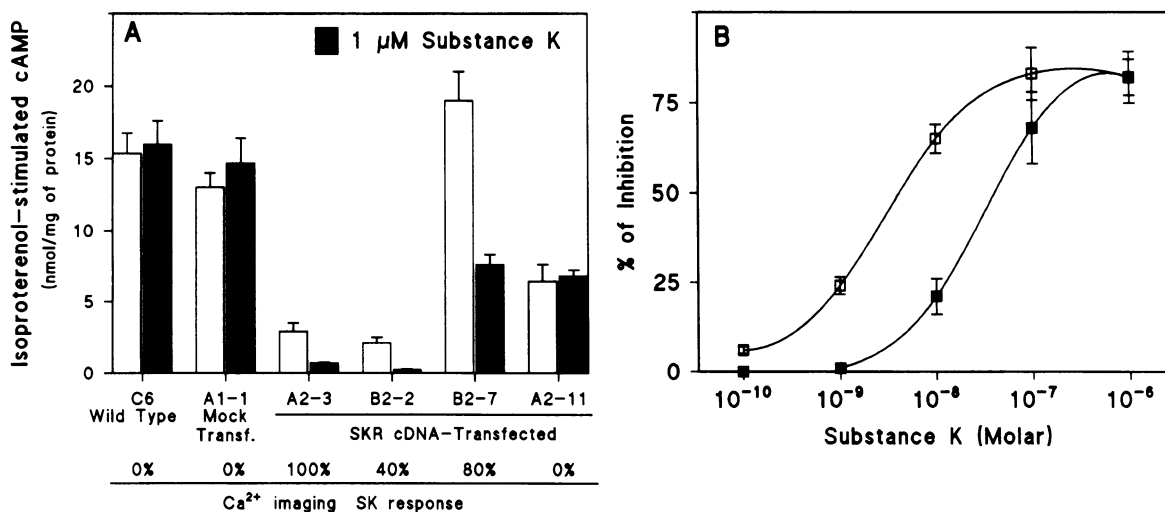 A
1 μM Substance K
Isoproterenol-stimulated cAMP
(nmol/mg of protein)
20
15
10
5
0
C6
Wild Type
A1-1
Mock
Transf.
A2-3
B2-2
B2-7
A2-11
SKR cDNA-Transfected
0%
0%
100%
40%
80%
0%
Ca²⁺ imaging SK response
B
% of Inhibition
75
50
25
0
10⁻¹⁰
10⁻⁹
10⁻⁸
10⁻⁷
10⁻⁶
Substance K (Molar)